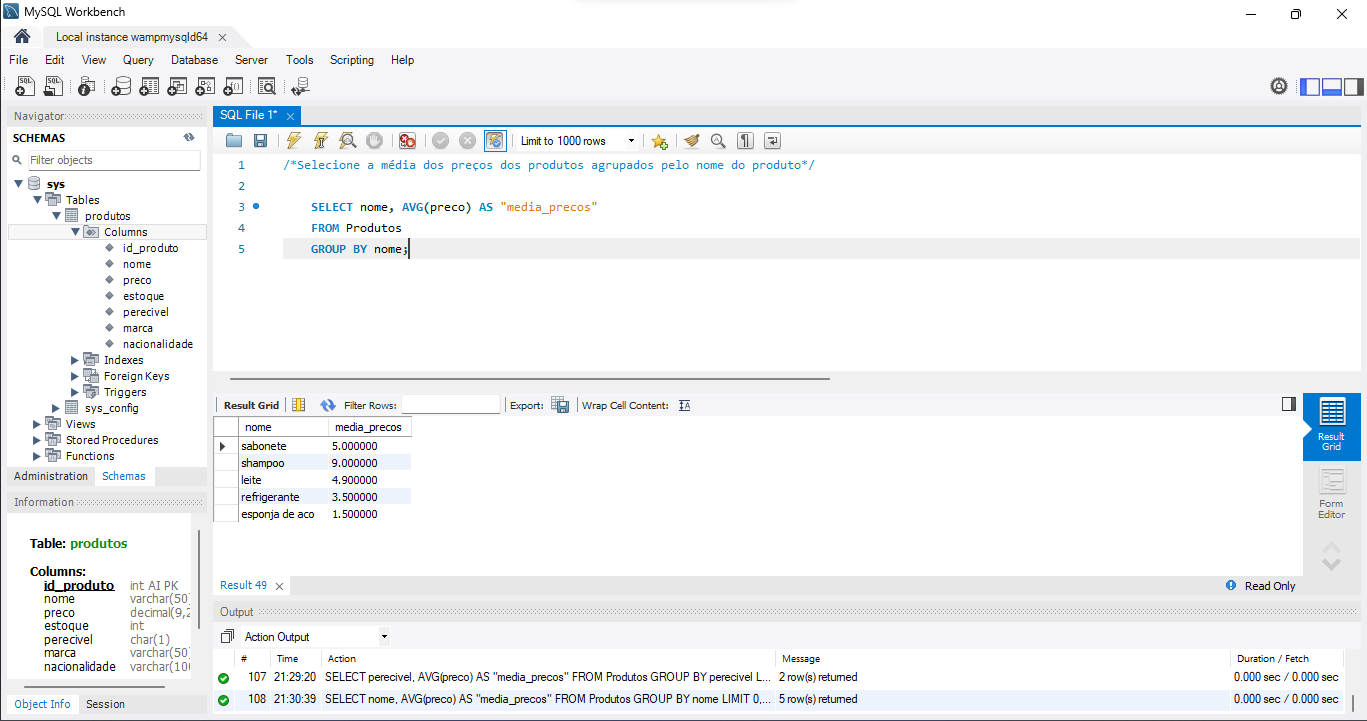 MySQL Workbench
Local instance wampmysqld64
File Edit View Query Database Server Tools Scripting Help
Navigator
SCHEMAS
Filter objects
sys
Tables
produtos
Columns
id_produto
nome
preco
estoque
perecivel
marca
nacionalidade
Indexes
Foreign Keys
Triggers
sys_config
Views
Stored Procedures
Functions
Administration Schemas
Information
Table: produtos
Columns:
id_produto int AI PK
nome varchar(50)
preco decimal(9,2
estoque int
perecivel char(1)
marca varchar(50)
nacionalidade varchar(100
Object Info Session
SQL File 1*
Limit to 1000 rows
1 /*Selecione a média dos preços dos produtos agrupados pelo nome do produto*/
2
3 SELECT nome, AVG(preco) AS "media_precos"
4 FROM Produtos
5 GROUP BY nome;
Result Grid Filter Rows: Export: Wrap Cell Content:
nome media_precos
sabonete 5.000000
shampoo 9.000000
leite 4.900000
refrigerante 3.500000
esponja de aco 1.500000
Result Grid
Form Editor
Result 49
Read Only
Output
Action Output
# Time Action Message Duration / Fetch
107 21:29:20 SELECT perecivel, AVG(preco) AS "media_precos" FROM Produtos GROUP BY perecivel L... 2 row(s) returned 0.000 sec / 0.000 sec
108 21:30:39 SELECT nome, AVG(preco) AS "media_precos" FROM Produtos GROUP BY nome LIMIT 0,... 5 row(s) returned 0.000 sec / 0.000 sec